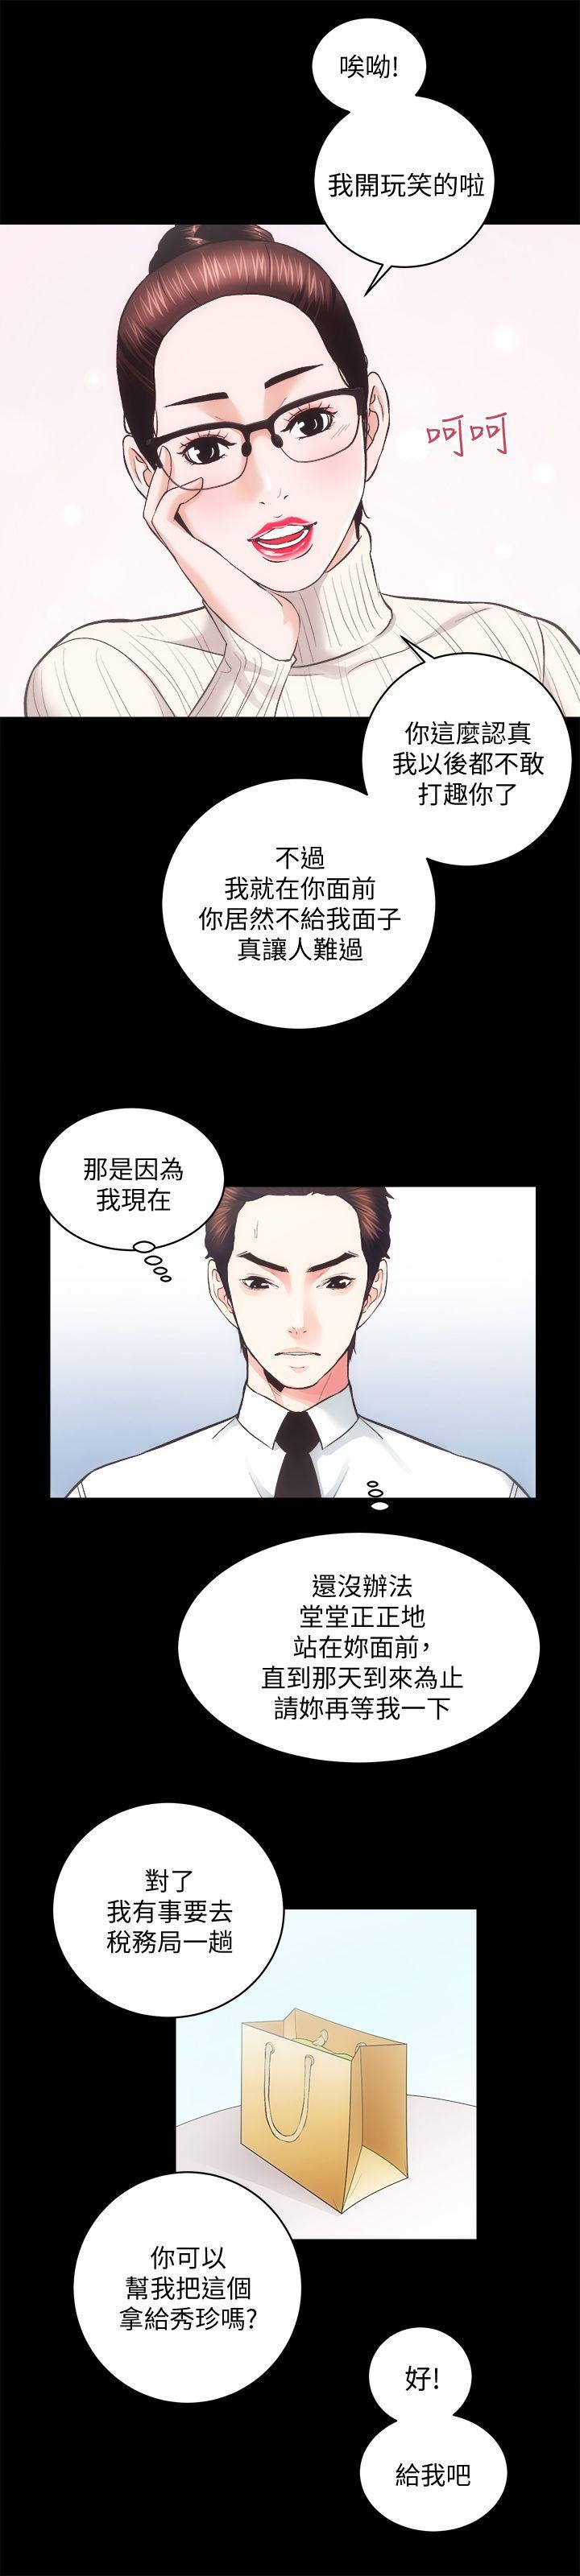 唉呦!
我開玩笑的啦
呵呵
你這麼認真
我以後都不敢
打趣你了
不過
我就在你面前
你居然不給我面子
真讓人難過
那是因為
我現在
還沒辦法
堂堂正正地
站在妳面前，
直到那天到來為止
請妳再等我一下
對了
我有事要去
稅務局一趟
你可以
幫我把這個
拿給秀珍嗎?
好!
給我吧